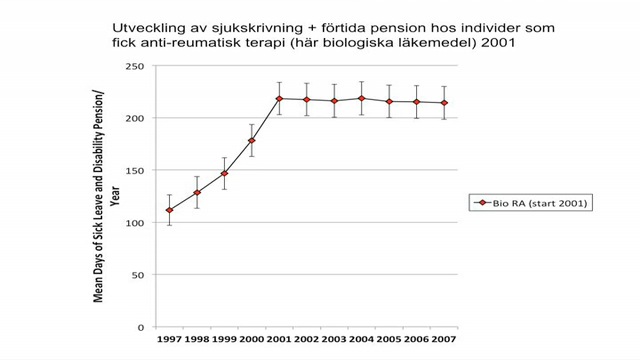 Utveckling av sjukskrivning + förtida pension hos individer som
fick anti-reumatisk terapi (här biologiska läkemedel) 2001
Mean Days of Sick Leave and Disability Pension/
Year
250
200
150
100
50
0
1997 1998 1999 2000 2001 2002 2003 2004 2005 2006 2007
Bio RA (start 2001)